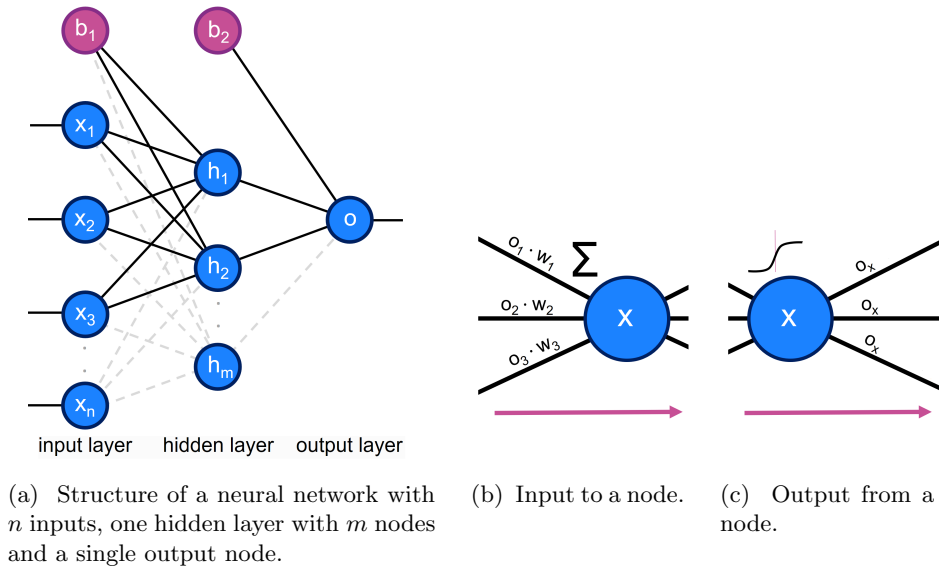 b₁
b₂
x₁
h₁
x₂
o
h₂
x₃
hₘ
xₙ
input layer
hidden layer
output layer
(a) Structure of a neural network with
n inputs, one hidden layer with m nodes
and a single output node.
o₁ · w₁
∑
o₂ · w₂
x
o₃ · w₃
(b) Input to a node.
x
oₓ
oₓ
oₓ
(c) Output from a
node.